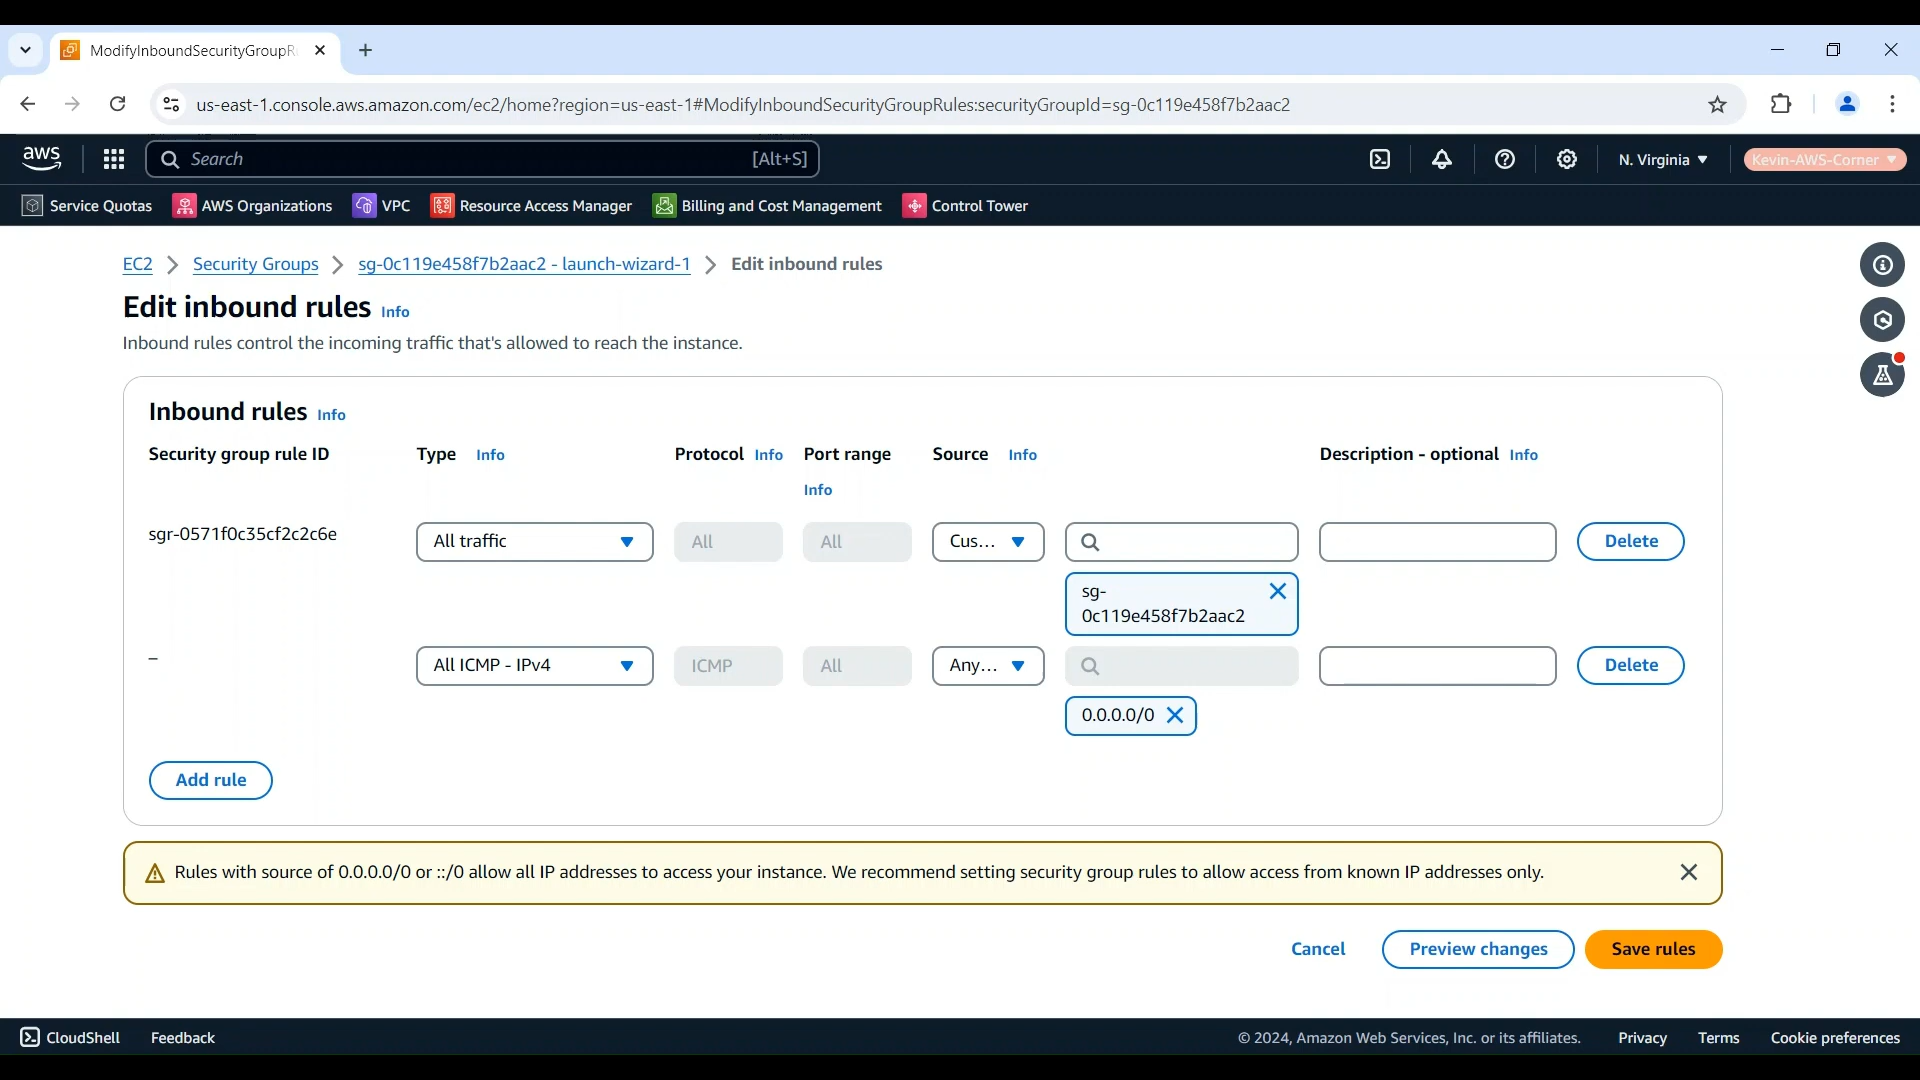 ModifyInboundSecurityGroupR
us-east-1.console.aws.amazon.com/ec2/home?region=us-east-1#ModifyInboundSecurityGroupRules:securityGroupId=sg-0c119e458f7b2aac2
aws Search [Alt+S] N. Virginia Kevin-AWS-Corner
Service Quotas AWS Organizations VPC Resource Access Manager Billing and Cost Management Control Tower
EC2 Security Groups sg-0c119e458f7b2aac2 - launch-wizard-1 Edit inbound rules
Edit inbound rules Info
Inbound rules control the incoming traffic that's allowed to reach the instance.
Inbound rules Info
Security group rule ID Type Info Protocol Info Port range Source Info Description - optional Info
Info
sgr-0571f0c35cf2c2c6e All traffic All All Cus... Delete
sg-
0c119e458f7b2aac2
– All ICMP - IPv4 ICMP All Any... Delete
0.0.0.0/0
Add rule
Rules with source of 0.0.0.0/0 or ::/0 allow all IP addresses to access your instance. We recommend setting security group rules to allow access from known IP addresses only.
Cancel Preview changes Save rules
CloudShell Feedback © 2024, Amazon Web Services, Inc. or its affiliates. Privacy Terms Cookie preferences